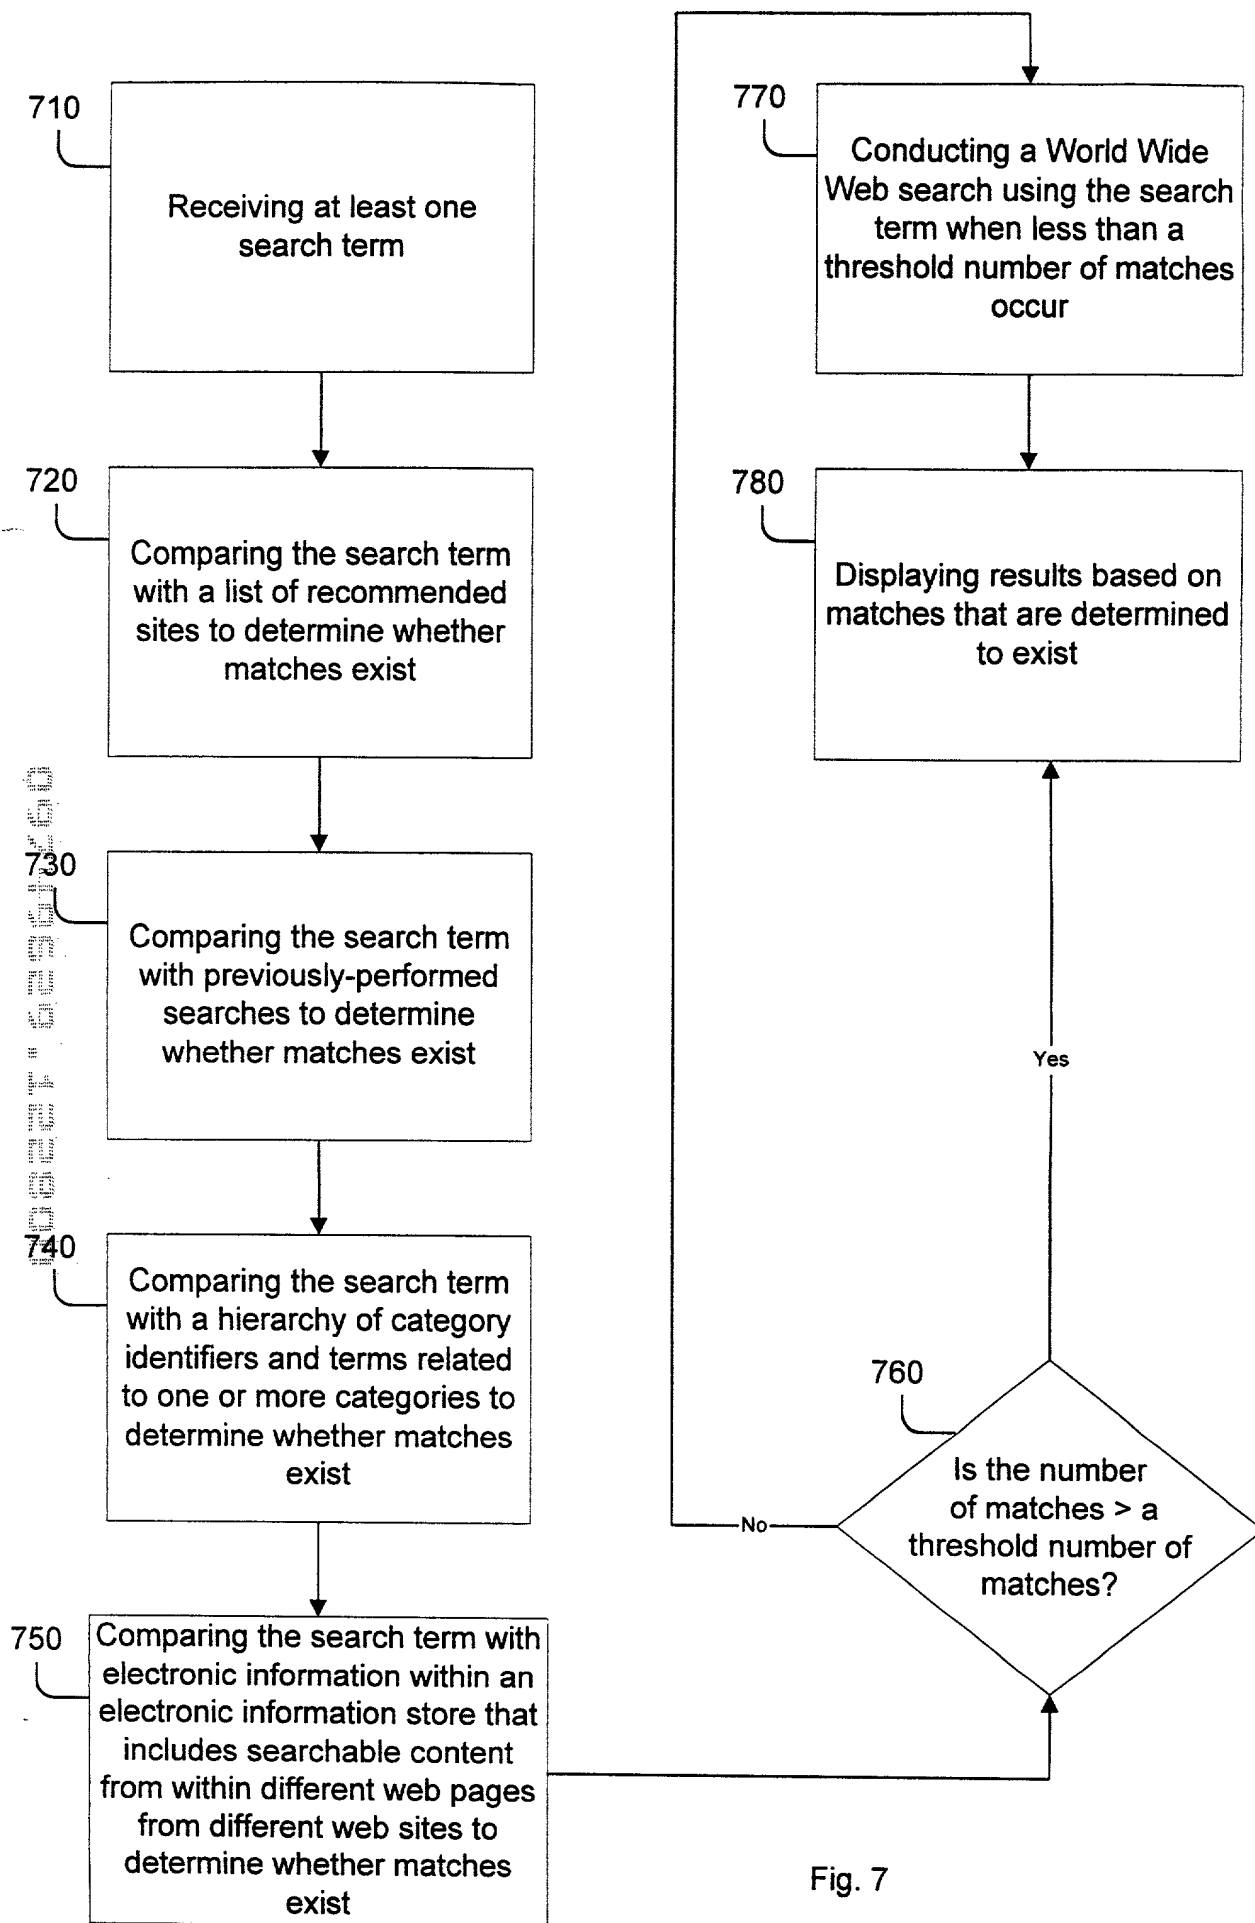 710
Receiving at least one
search term
720
Comparing the search term
with a list of recommended
sites to determine whether
matches exist
730
Comparing the search term
with previously-performed
searches to determine
whether matches exist
740
Comparing the search term
with a hierarchy of category
identifiers and terms related
to one or more categories to
determine whether matches
exist
750
Comparing the search term with
electronic information within an
electronic information store that
includes searchable content
from within different web pages
from different web sites to
determine whether matches
exist
770
Conducting a World Wide
Web search using the search
term when less than a
threshold number of matches
occur
780
Displaying results based on
matches that are determined
to exist
Yes
760
Is the number
of matches > a
threshold number of
matches?
No
Fig. 7